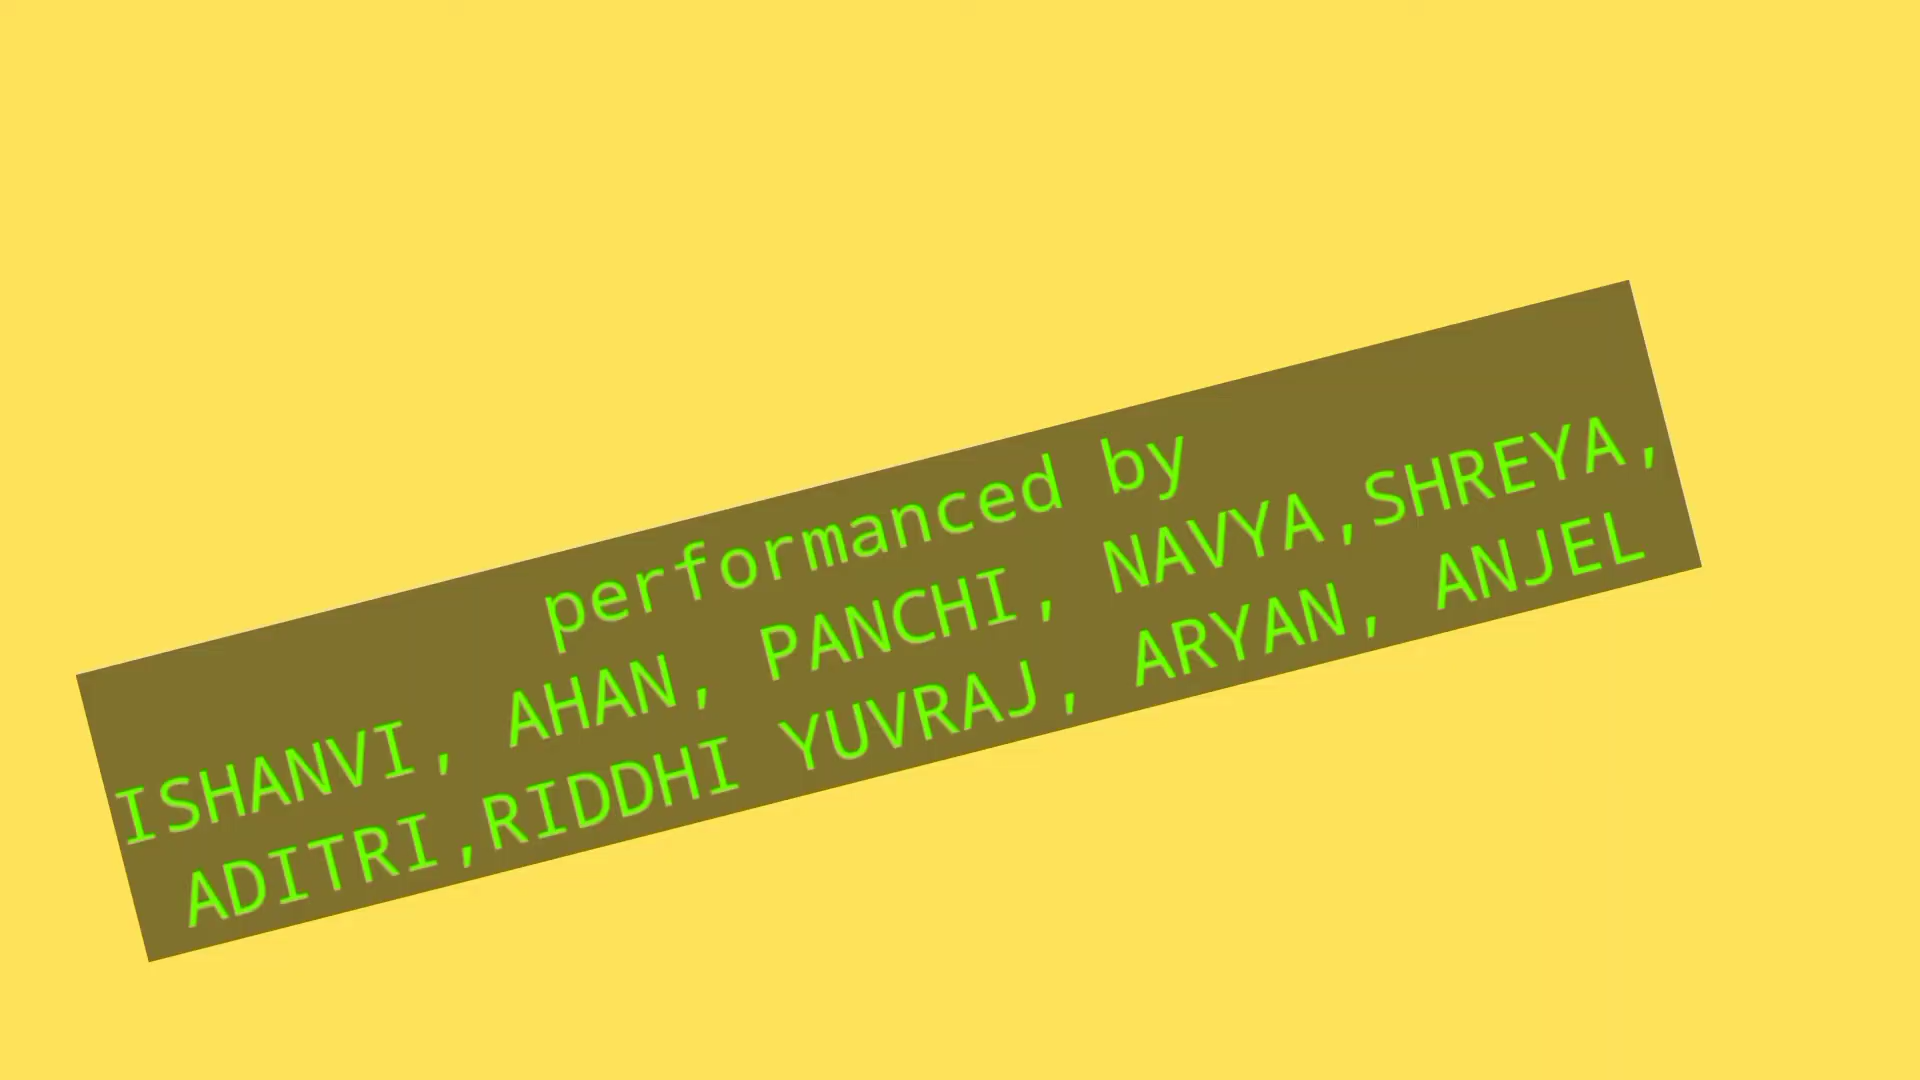 performanced by
ISHANVI, AHAN, PANCHI, NAVYA,SHREYA,
ADITRI,RIDDHI YUVRAJ, ARYAN, ANJEL